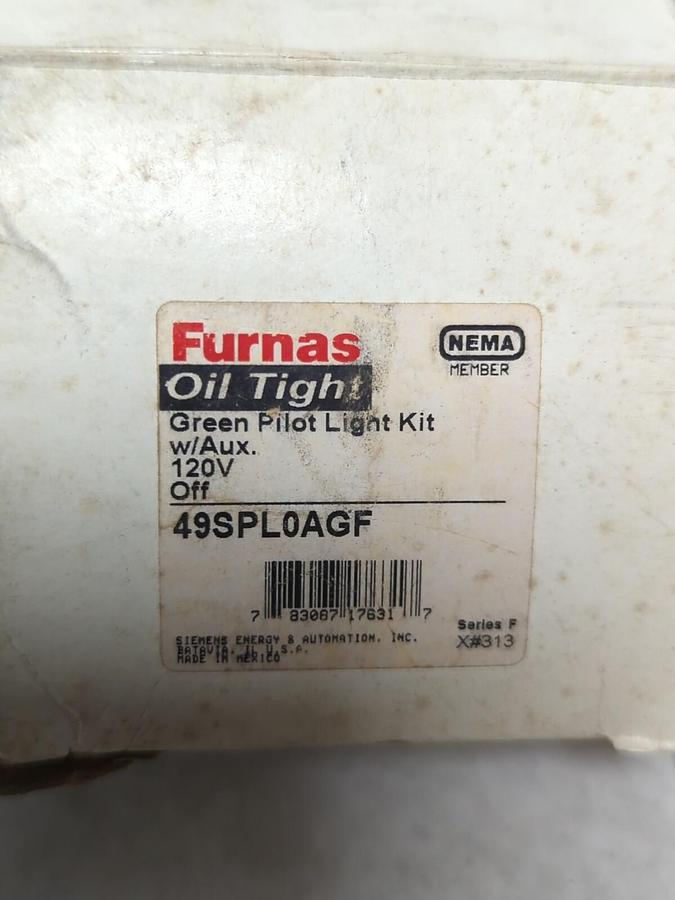 Furnas
NEMA
MEMBER
Oil Tight
Green Pilot Light Kit
w/Aux.
120V
Off
49SPL0AGF
7 83087 17631 7
Series F
X#313
SIEMENS ENERGY & AUTOMATION, INC.
BATAVIA, IL U.S.A.
MADE IN MEXICO